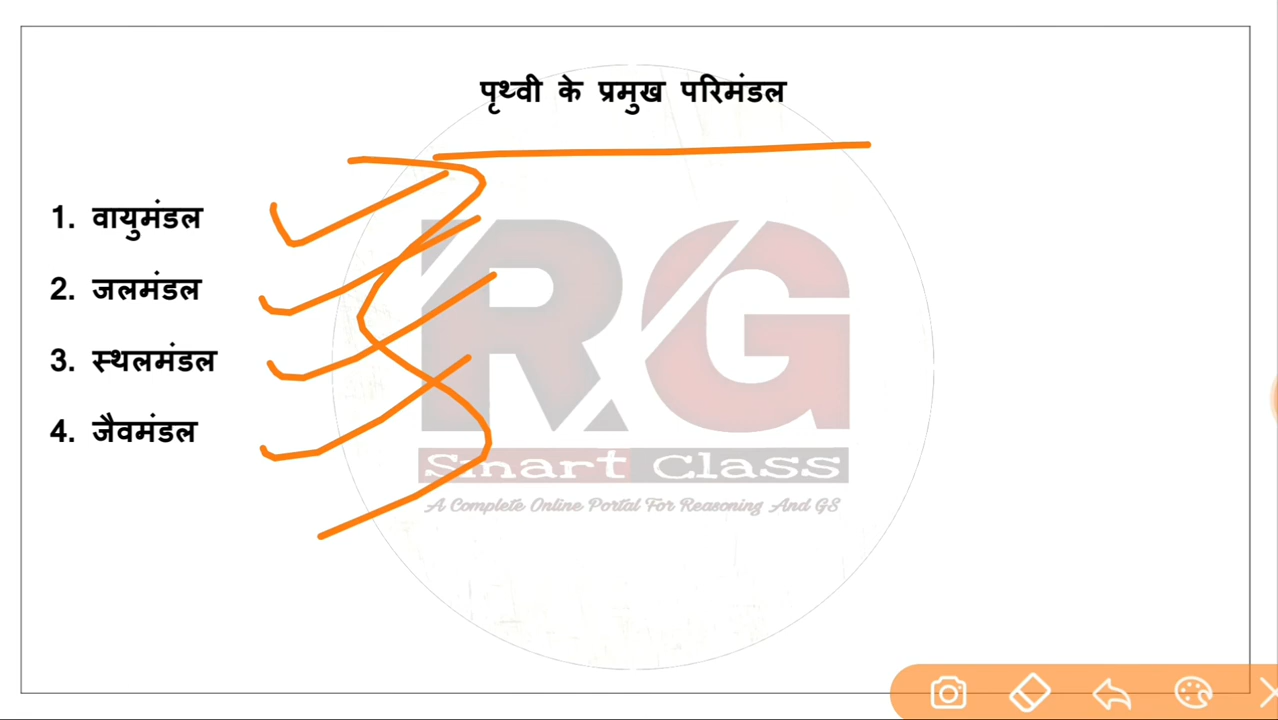 पृथ्वी के प्रमुख परिमंडल
1. वायुमंडल
2. जलमंडल
3. स्थलमंडल
4. जैवमंडल
RG
Smart Class
A Complete Online Portal For Reasoning And GS